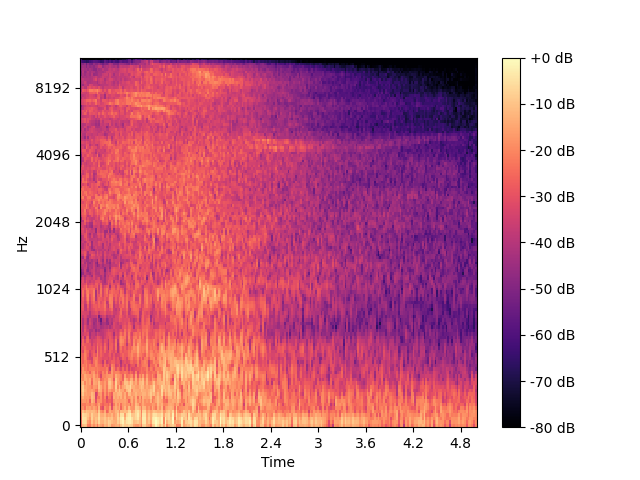 8192
4096
2048
1024
512
0
Hz
0 0.6 1.2 1.8 2.4 3 3.6 4.2 4.8
Time
+0 dB
-10 dB
-20 dB
-30 dB
-40 dB
-50 dB
-60 dB
-70 dB
-80 dB